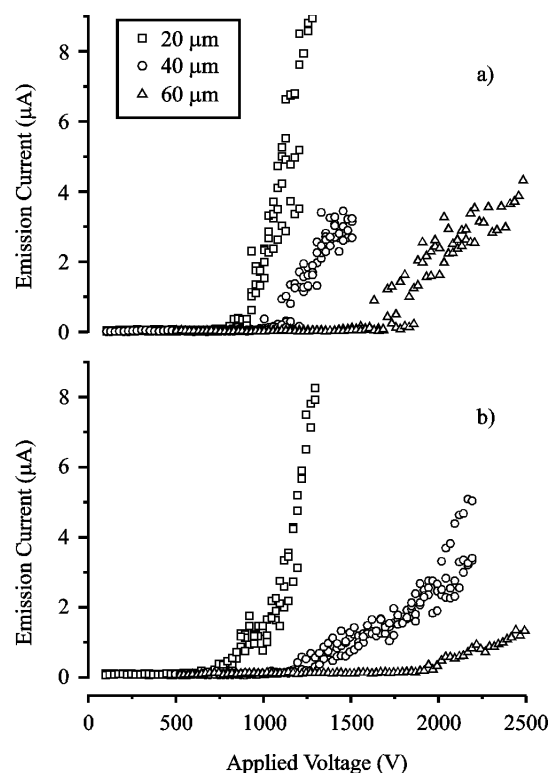 20 μm
40 μm
60 μm
a)
Emission Current (μA)
8
6
4
2
0
b)
Emission Current (μA)
8
6
4
2
0
0 500 1000 1500 2000 2500
Applied Voltage (V)